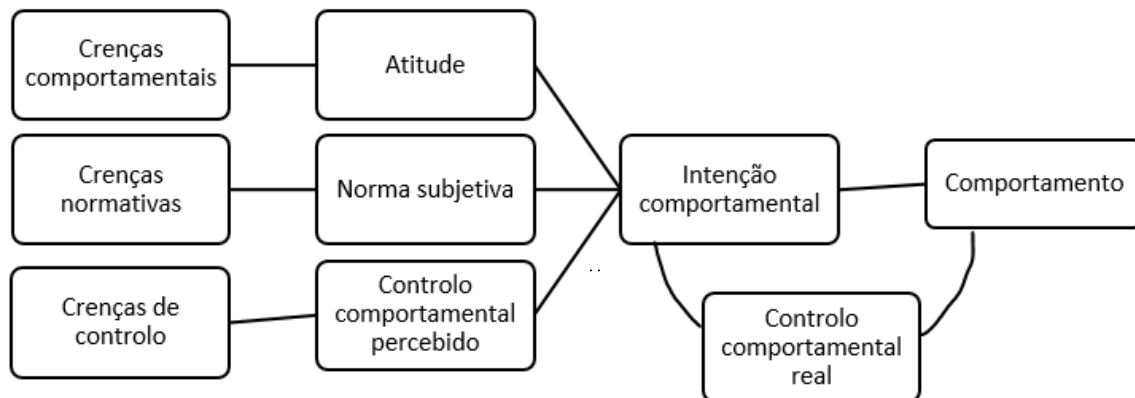 Crenças
comportamentais
Atitude
Crenças
normativas
Norma subjetiva
Crenças de
controlo
Controlo
comportamental
percebido
Intenção
comportamental
Comportamento
Controlo
comportamental
real